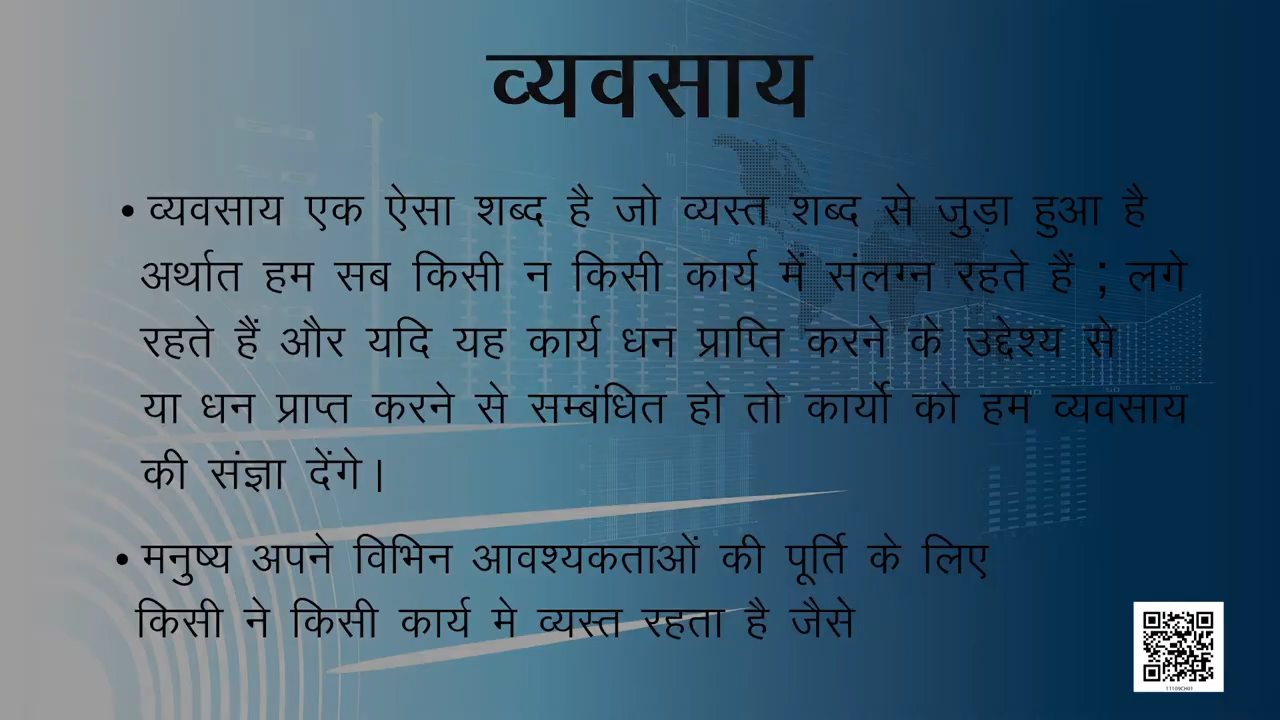 व्यवसाय
• व्यवसाय एक ऐसा शब्द है जो व्यस्त शब्द से जुड़ा हुआ है
अर्थात हम सब किसी न किसी कार्य में संलग्न रहते हैं ; लगे
रहते हैं और यदि यह कार्य धन प्राप्ति करने के उद्देश्य से
या धन प्राप्त करने से सम्बंधित हो तो कार्यो को हम व्यवसाय
की संज्ञा देंगे।
• मनुष्य अपने विभिन आवश्यकताओं की पूर्ति के लिए
किसी ने किसी कार्य मे व्यस्त रहता है जैसे
11109CH01